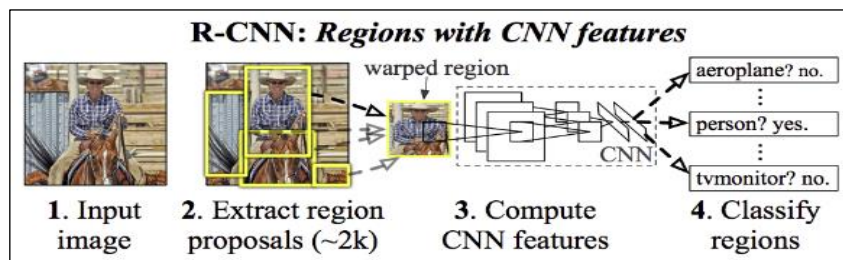 R-CNN: Regions with CNN features
warped region
aeroplane? no.
⋮
person? yes.
⋮
tvmonitor? no.
CNN
1. Input
image
2. Extract region
proposals (~2k)
3. Compute
CNN features
4. Classify
regions